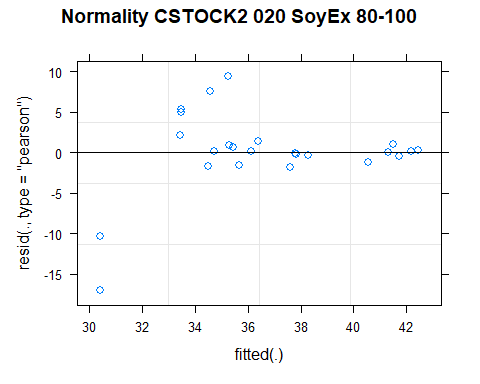 Normality CSTOCK2 020 SoyEx 80-100
resid(., type = "pearson")
10
5
0
-5
-10
-15
30 32 34 36 38 40 42
fitted(.)